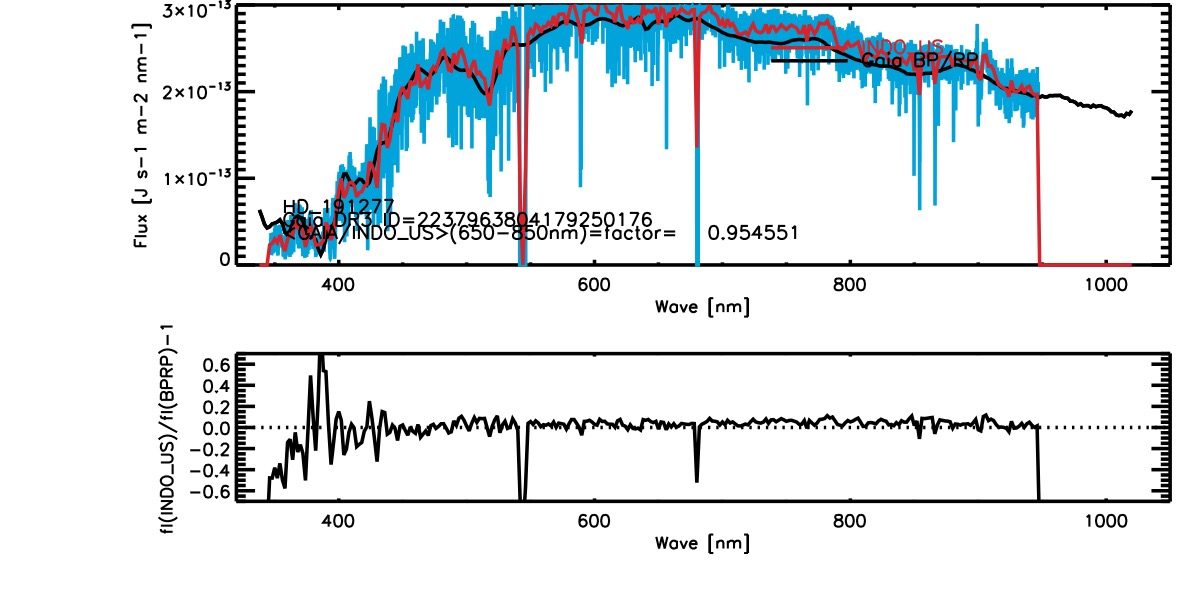 3×10−13
2×10−13
1×10−13
0
Flux [J s−1 m−2 nm−1]
INDO_US
Gaia BP/RP
HD_191277
Gaia DR3 ID=2237963804179250176
<GAIA/INDO_US>(650−850nm)=factor= 0.954551
400 600 800 1000
Wave [nm]
fl(INDO_US)/fl(BPRP)−1
0.6
0.4
0.2
0.0
−0.2
−0.4
−0.6
400 600 800 1000
Wave [nm]